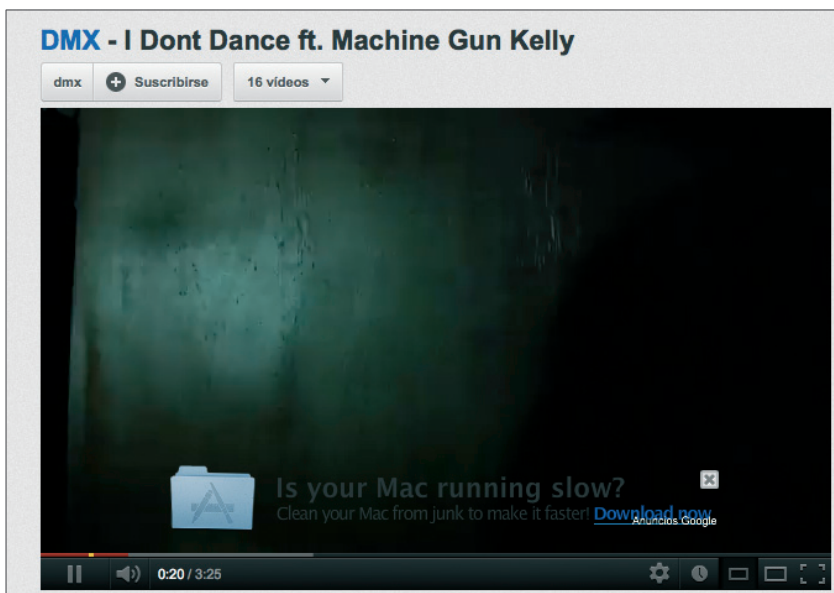 DMX - I Dont Dance ft. Machine Gun Kelly
dmx Suscribirse 16 vídeos
Is your Mac running slow?
Clean your Mac from junk to make it faster! Download now
Anuncios Google
0:20 / 3:25